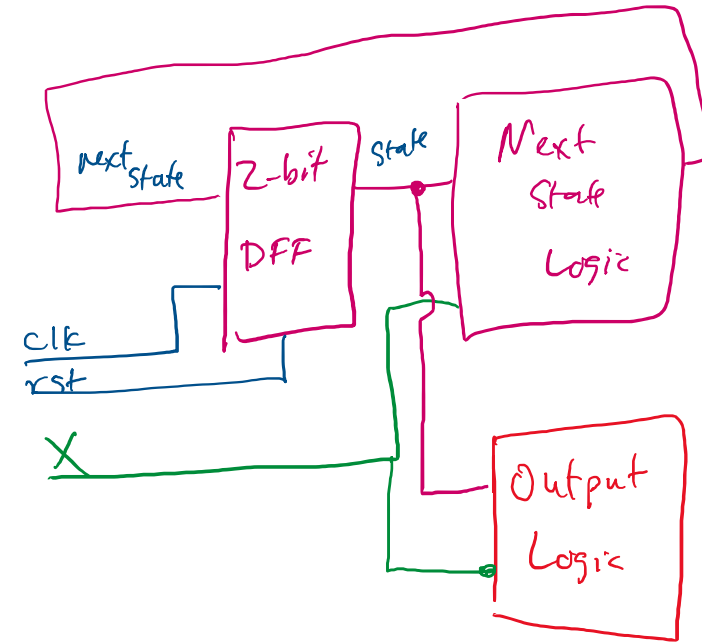 next
state
2-bit
DFF
state
Next
State
Logic
clk
rst
X
Output
Logic